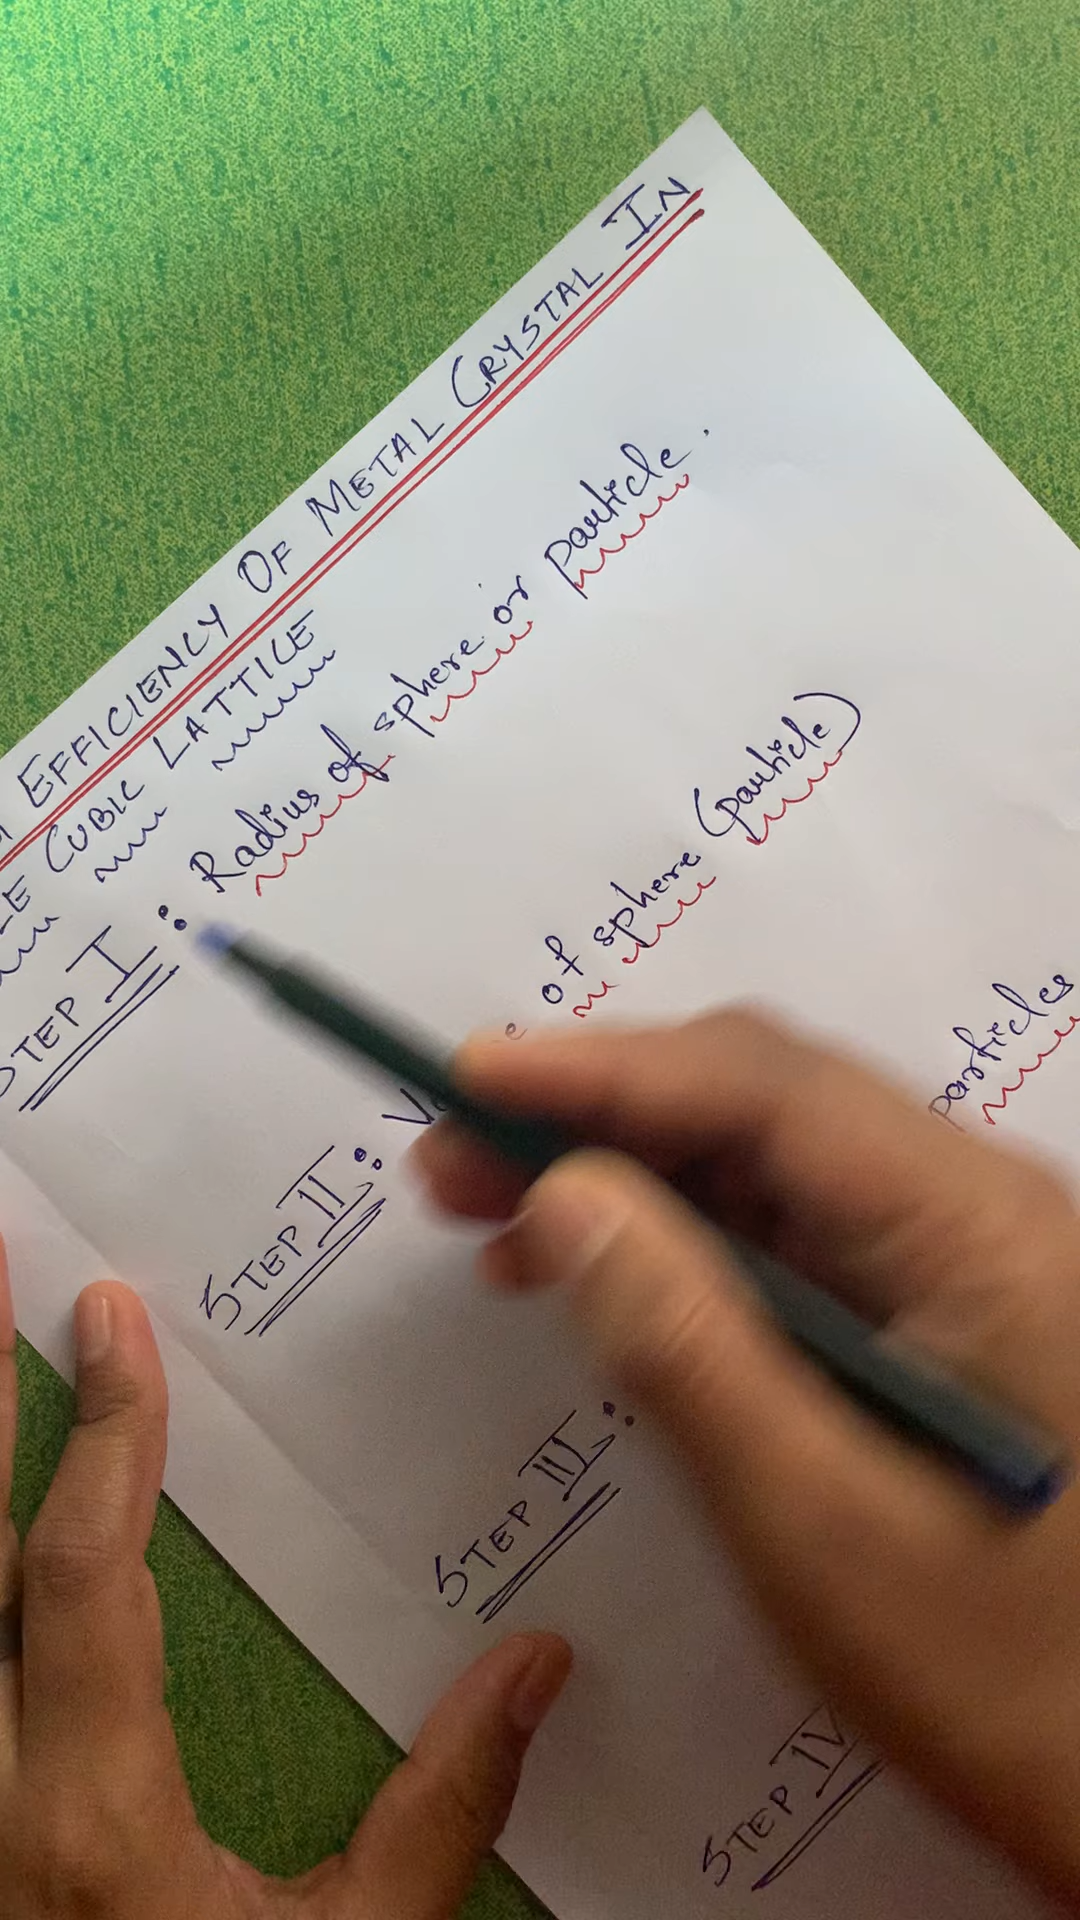 EFFICIENCY OF METAL CRYSTAL IN
CUBIC LATTICE
STEP I : Radius of sphere or particle.
STEP II : of sphere (particle)
STEP III : particles
STEP IV